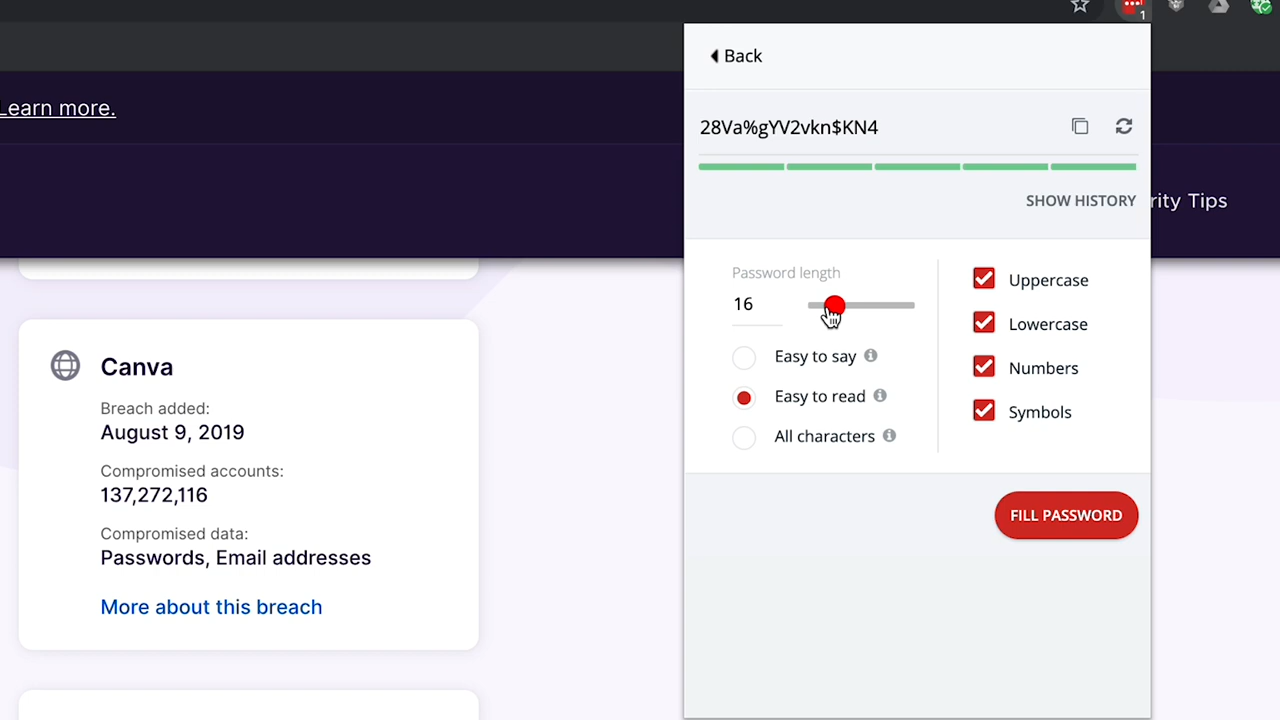 1
Back
Learn more.
28Va%gYV2vkn$KN4
SHOW HISTORY
rity Tips
Password length
16
Easy to say
Easy to read
All characters
Uppercase
Lowercase
Numbers
Symbols
FILL PASSWORD
Canva
Breach added:
August 9, 2019
Compromised accounts:
137,272,116
Compromised data:
Passwords, Email addresses
More about this breach